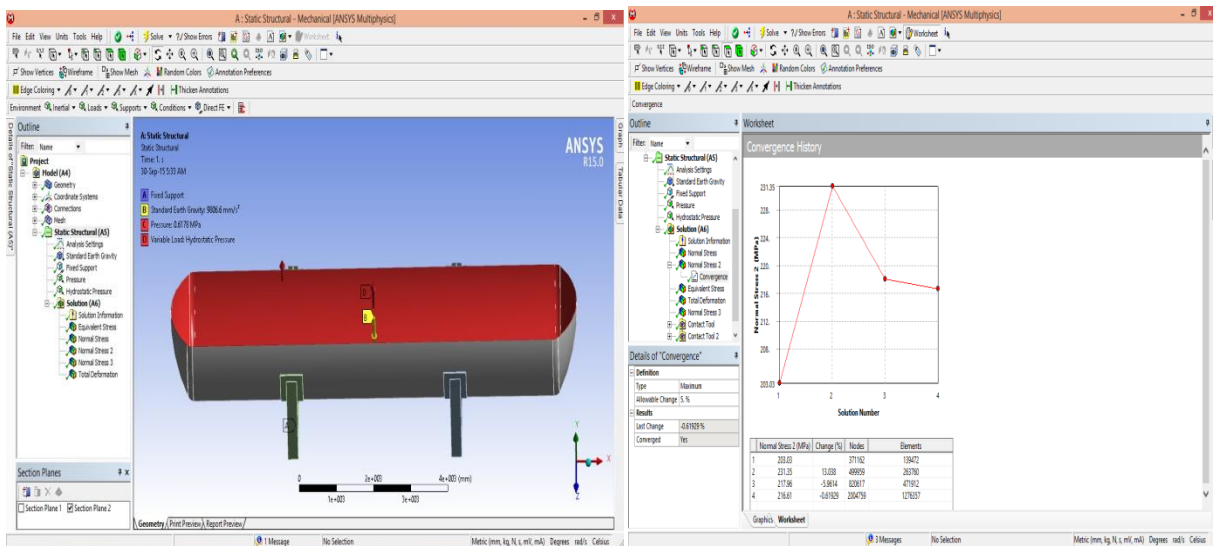 A : Static Structural - Mechanical [ANSYS Multiphysics]
File Edit View Units Tools Help Solve ?/Show Errors Worksheet
Show Vertices Wireframe Show Mesh Random Colors Annotation Preferences
Edge Coloring Thicken Annotations
Environment Inertial Loads Supports Conditions Direct FE
Details of "Static Structural (A5)"
Outline
Filter: Name
Project
Model (A4)
Geometry
Coordinate Systems
Connections
Mesh
Static Structural (A5)
Analysis Settings
Standard Earth Gravity
Fixed Support
Pressure
Hydrostatic Pressure
Solution (A6)
Solution Information
Equivalent Stress
Normal Stress
Normal Stress 2
Normal Stress 3
Total Deformation
Section Planes
Section Plane 1 Section Plane 2
A: Static Structural
Static Structural
Time: 1. s
30-Sep-15 5:33 AM
A Fixed Support
B Standard Earth Gravity: 9806.6 mm/s²
C Pressure: 0.6178 MPa
D Variable Load: Hydrostatic Pressure
ANSYS
R15.0
D
B
A
Y
X
Z
0 2e+003 4e+003 (mm)
1e+003 3e+003
Geometry Print Preview Report Preview
Graph
Tabular Data
1 Message No Selection Metric (mm, kg, N, s, mV, mA) Degrees rad/s Celsius
A : Static Structural - Mechanical [ANSYS Multiphysics]
File Edit View Units Tools Help Solve ?/Show Errors Worksheet
Show Vertices Wireframe Show Mesh Random Colors Annotation Preferences
Edge Coloring Thicken Annotations
Convergence
Outline
Filter: Name
Static Structural (A5)
Analysis Settings
Standard Earth Gravity
Fixed Support
Pressure
Hydrostatic Pressure
Solution (A6)
Solution Information
Normal Stress
Normal Stress 2
Convergence
Equivalent Stress
Total Deformation
Normal Stress 3
Contact Tool
Contact Tool 2
Details of "Convergence"
Definition
Type Maximum
Allowable Change 5. %
Results
Last Change -0.61929 %
Converged Yes
Worksheet
Convergence History
Normal Stress 2 (MPa)
231.35
228.
224.
220.
216.
212.
208.
203.03
1 2 3 4
Solution Number
Normal Stress 2 (MPa) Change (%) Nodes Elements
1 203.03 371162 139472
2 231.35 13.038 499959 263760
3 217.96 -5.9614 820617 471912
4 216.61 -0.61929 2004759 1276357
Graphics Worksheet
3 Messages No Selection Metric (mm, kg, N, s, mV, mA) Degrees rad/s Celsius